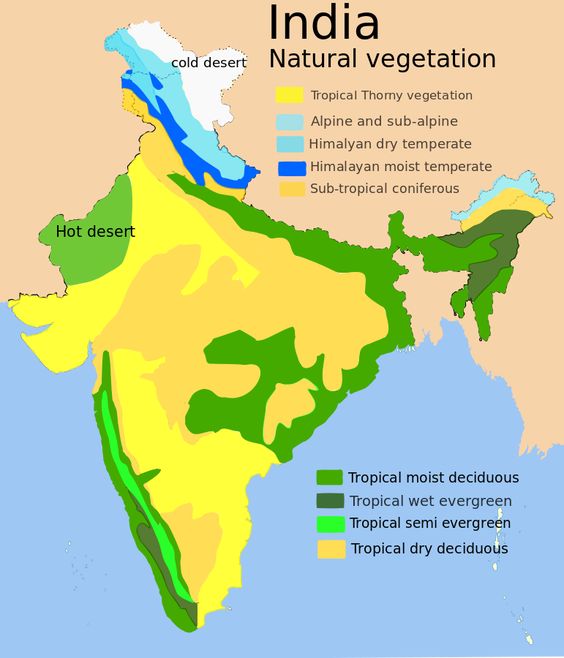 India
Natural vegetation
cold desert
Tropical Thorny vegetation
Alpine and sub-alpine
Himalyan dry temperate
Himalayan moist temperate
Sub-tropical coniferous
Hot desert
Tropical moist deciduous
Tropical wet evergreen
Tropical semi evergreen
Tropical dry deciduous